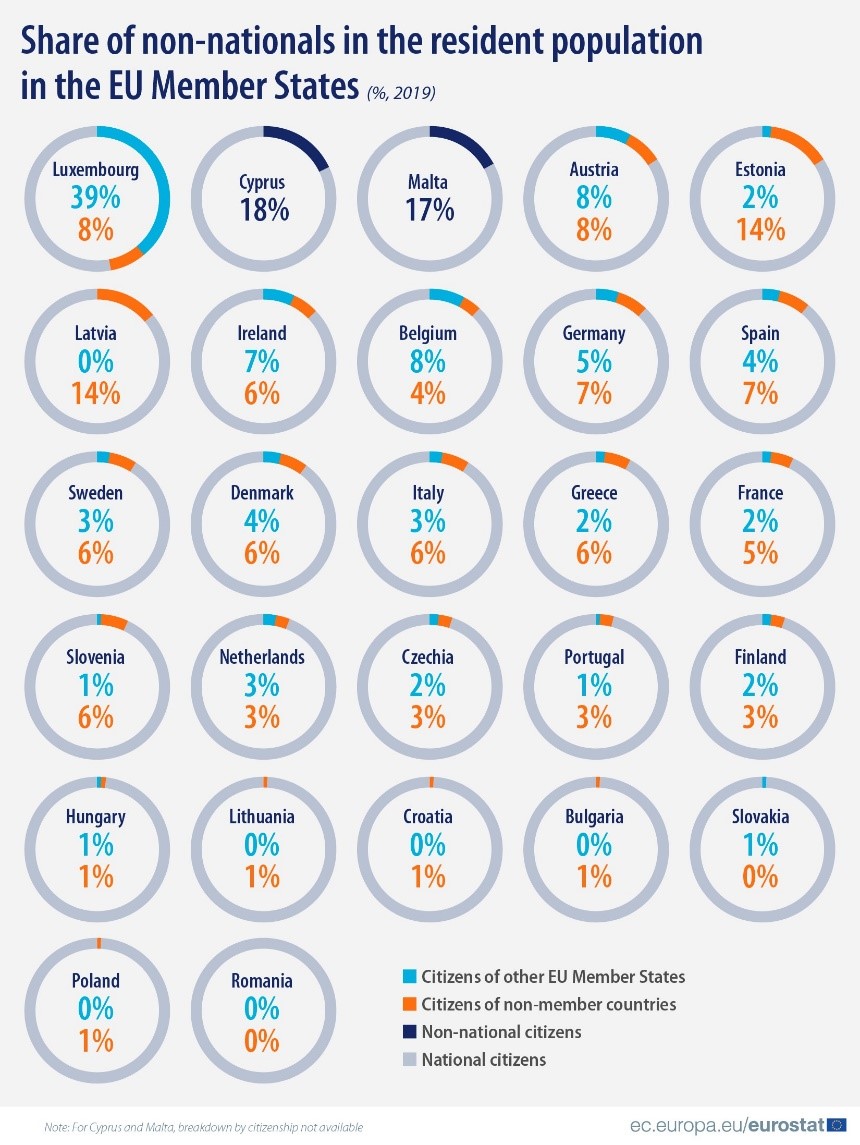 Share of non-nationals in the resident population
in the EU Member States (%, 2019)
Luxembourg
39%
8%
Cyprus
18%
Malta
17%
Austria
8%
8%
Estonia
2%
14%
Latvia
0%
14%
Ireland
7%
6%
Belgium
8%
4%
Germany
5%
7%
Spain
4%
7%
Sweden
3%
6%
Denmark
4%
6%
Italy
3%
6%
Greece
2%
6%
France
2%
5%
Slovenia
1%
6%
Netherlands
3%
3%
Czechia
2%
3%
Portugal
1%
3%
Finland
2%
3%
Hungary
1%
1%
Lithuania
0%
1%
Croatia
0%
1%
Bulgaria
0%
1%
Slovakia
1%
0%
Poland
0%
1%
Romania
0%
0%
Citizens of other EU Member States
Citizens of non-member countries
Non-national citizens
National citizens
Note: For Cyprus and Malta, breakdown by citizenship not available
ec.europa.eu/eurostat